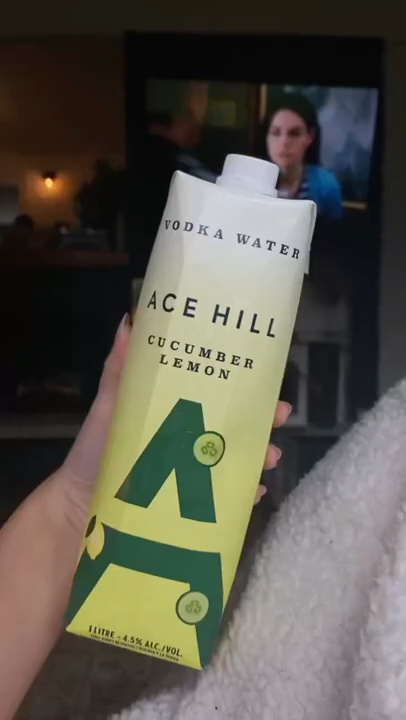 VODKA WATER
ACE HILL
CUCUMBER
LEMON
1 LITRE - 4.5% ALC./VOL.